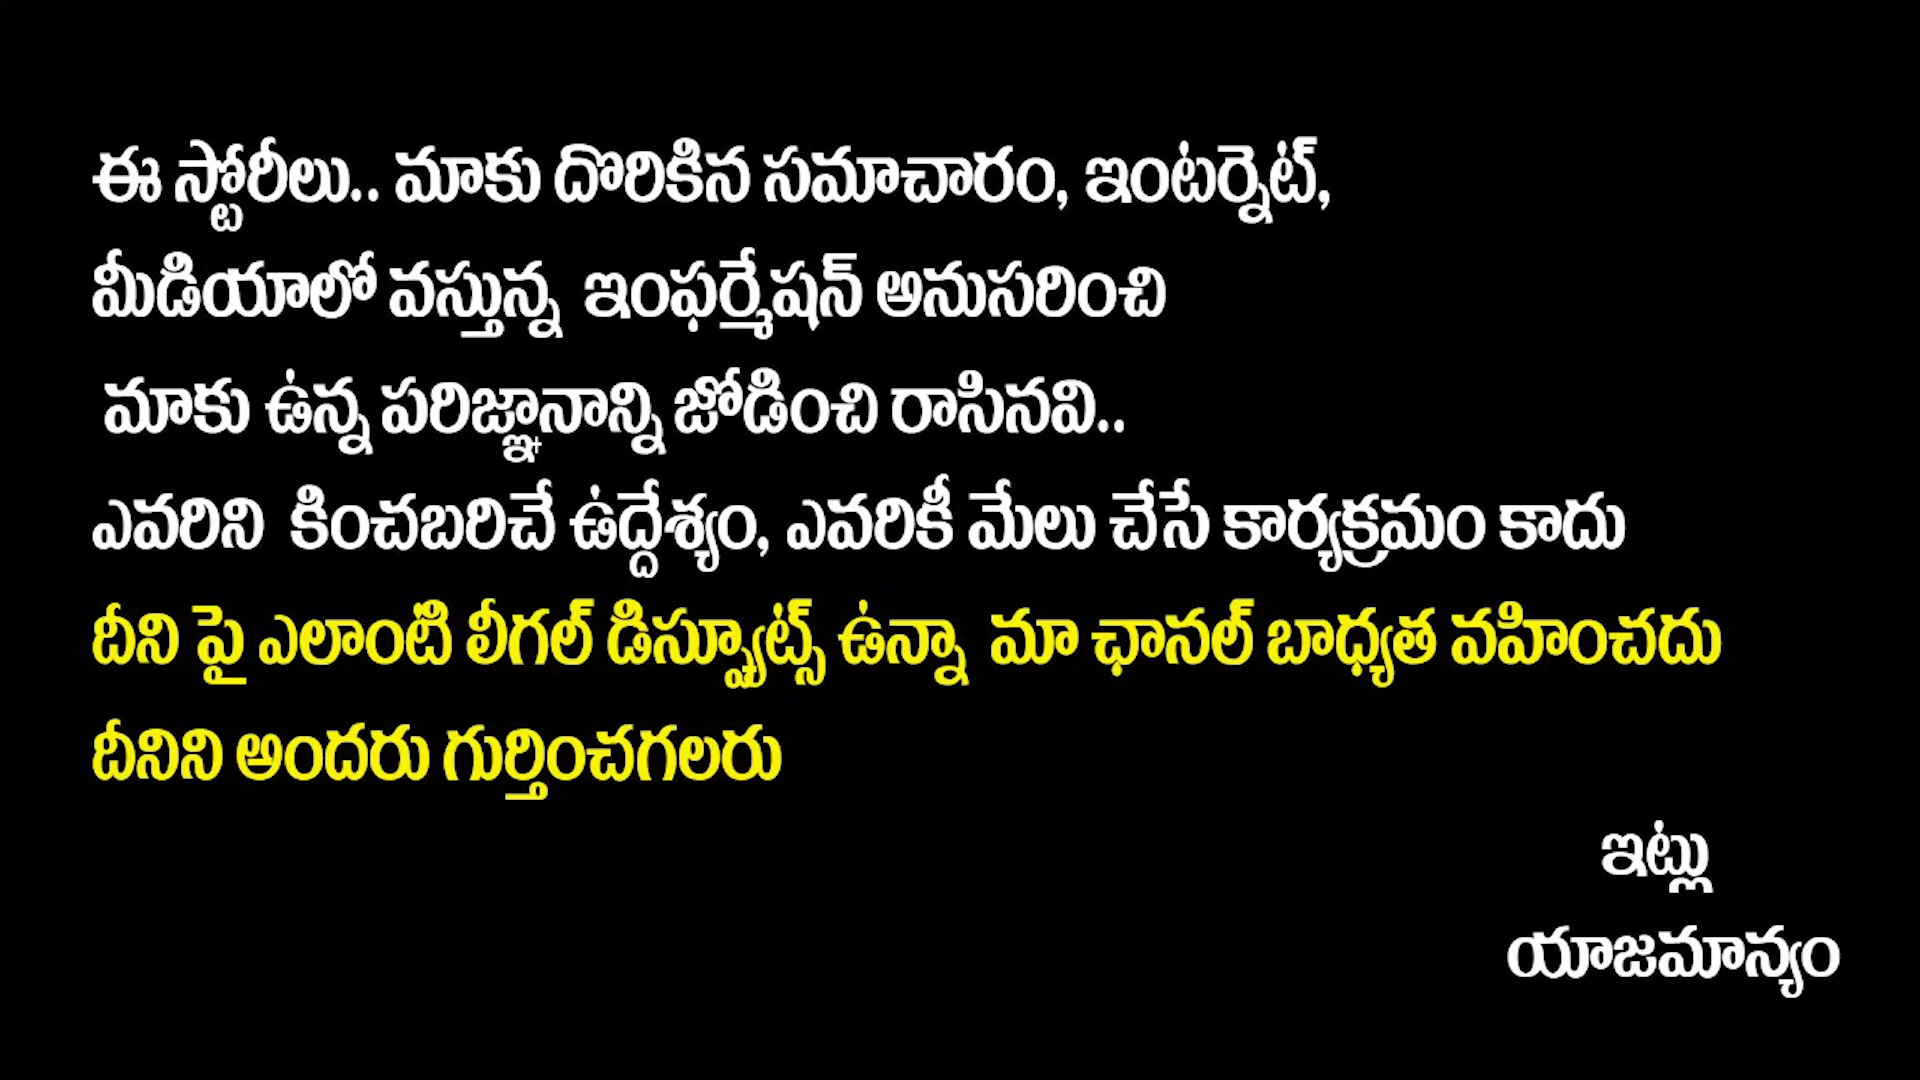 ఈ స్టోరీలు.. మాకు దొరికిన సమాచారం, ఇంటర్నెట్,
మీడియాలో వస్తున్న ఇంఫర్మేషన్ అనుసరించి
మాకు ఉన్న పరిజ్ఞానాన్ని జోడించి రాసినవి..
ఎవరిని కించబరిచే ఉద్దేశ్యం, ఎవరికీ మేలు చేసే కార్యక్రమం కాదు
దీని పై ఎలాంటి లీగల్ డిస్ప్యూట్స్ ఉన్నా మా ఛానల్ బాధ్యత వహించదు
దీనిని అందరు గుర్తించగలరు
ఇట్లు
యాజమాన్యం